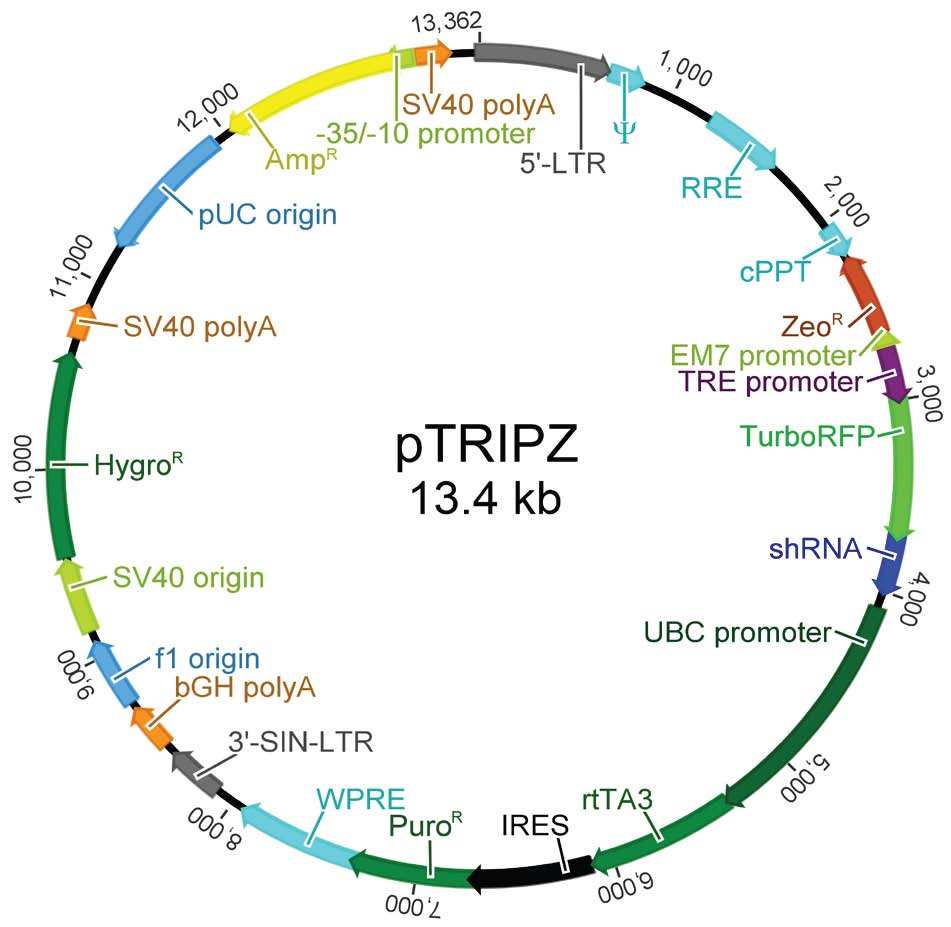 13,362
1,000
12,000
SV40 polyA
-35/-10 promoter
Ψ
Amp^R
5'-LTR
RRE
2,000
pUC origin
11,000
cPPT
SV40 polyA
Zeo^R
EM7 promoter
TRE promoter
3,000
TurboRFP
pTRIPZ
13.4 kb
10,000
Hygro^R
shRNA
SV40 origin
4,000
UBC promoter
9,000
f1 origin
bGH polyA
3'-SIN-LTR
5,000
WPRE
rtTA3
8,000
Puro^R
IRES
6,000
7,000